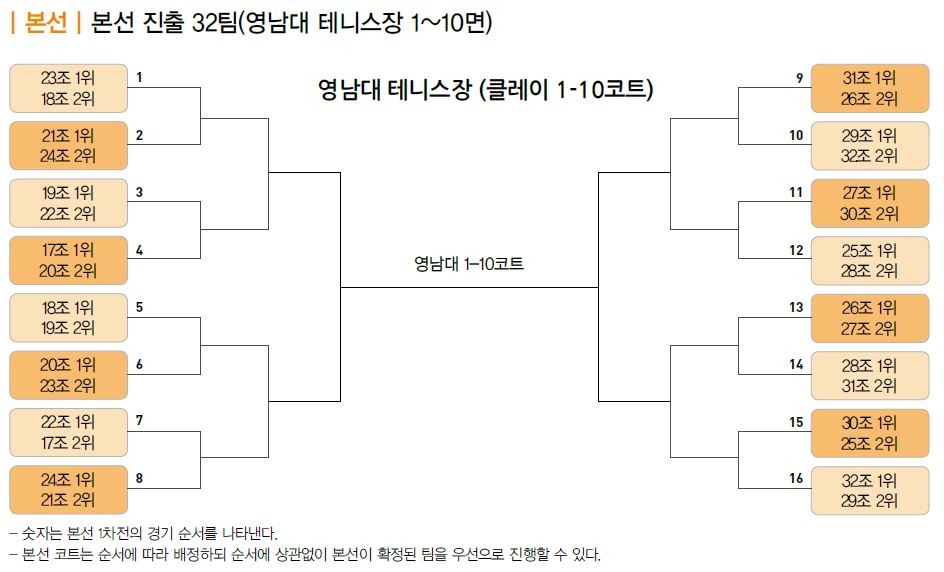 | 본선 | 본선 진출 32팀(영남대 테니스장 1~10면)
영남대 테니스장 (클레이 1-10코트)
23조 1위
18조 2위
1
21조 1위
24조 2위
2
19조 1위
22조 2위
3
17조 1위
20조 2위
4
18조 1위
19조 2위
5
20조 1위
23조 2위
6
22조 1위
17조 2위
7
24조 1위
21조 2위
8
영남대 1-10코트
9
31조 1위
26조 2위
10
29조 1위
32조 2위
11
27조 1위
30조 2위
12
25조 1위
28조 2위
13
26조 1위
27조 2위
14
28조 1위
31조 2위
15
30조 1위
25조 2위
16
32조 1위
29조 2위
- 숫자는 본선 1차전의 경기 순서를 나타낸다.
- 본선 코트는 순서에 따라 배정하되 순서에 상관없이 본선이 확정된 팀을 우선으로 진행할 수 있다.